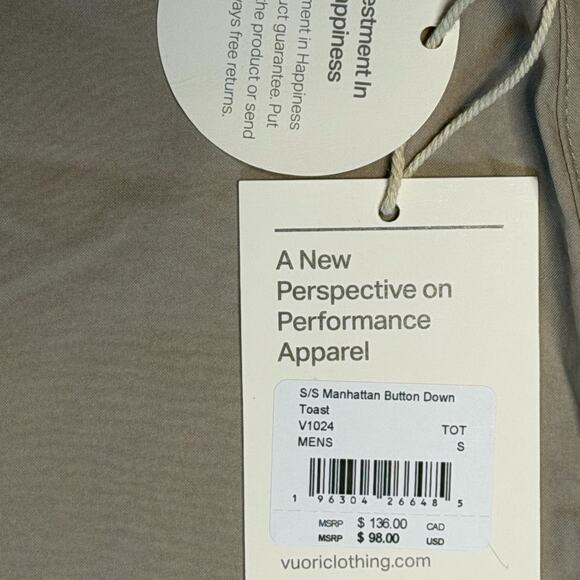 estment In
appiness
ment in Happiness
uct guarantee. Put
the product or send
ways free returns.
A New
Perspective on
Performance
Apparel
S/S Manhattan Button Down
Toast
V1024 TOT
MENS S
1 96304 26648 5
MSRP $ 136.00 CAD
MSRP $ 98.00 USD
vuoriclothing.com